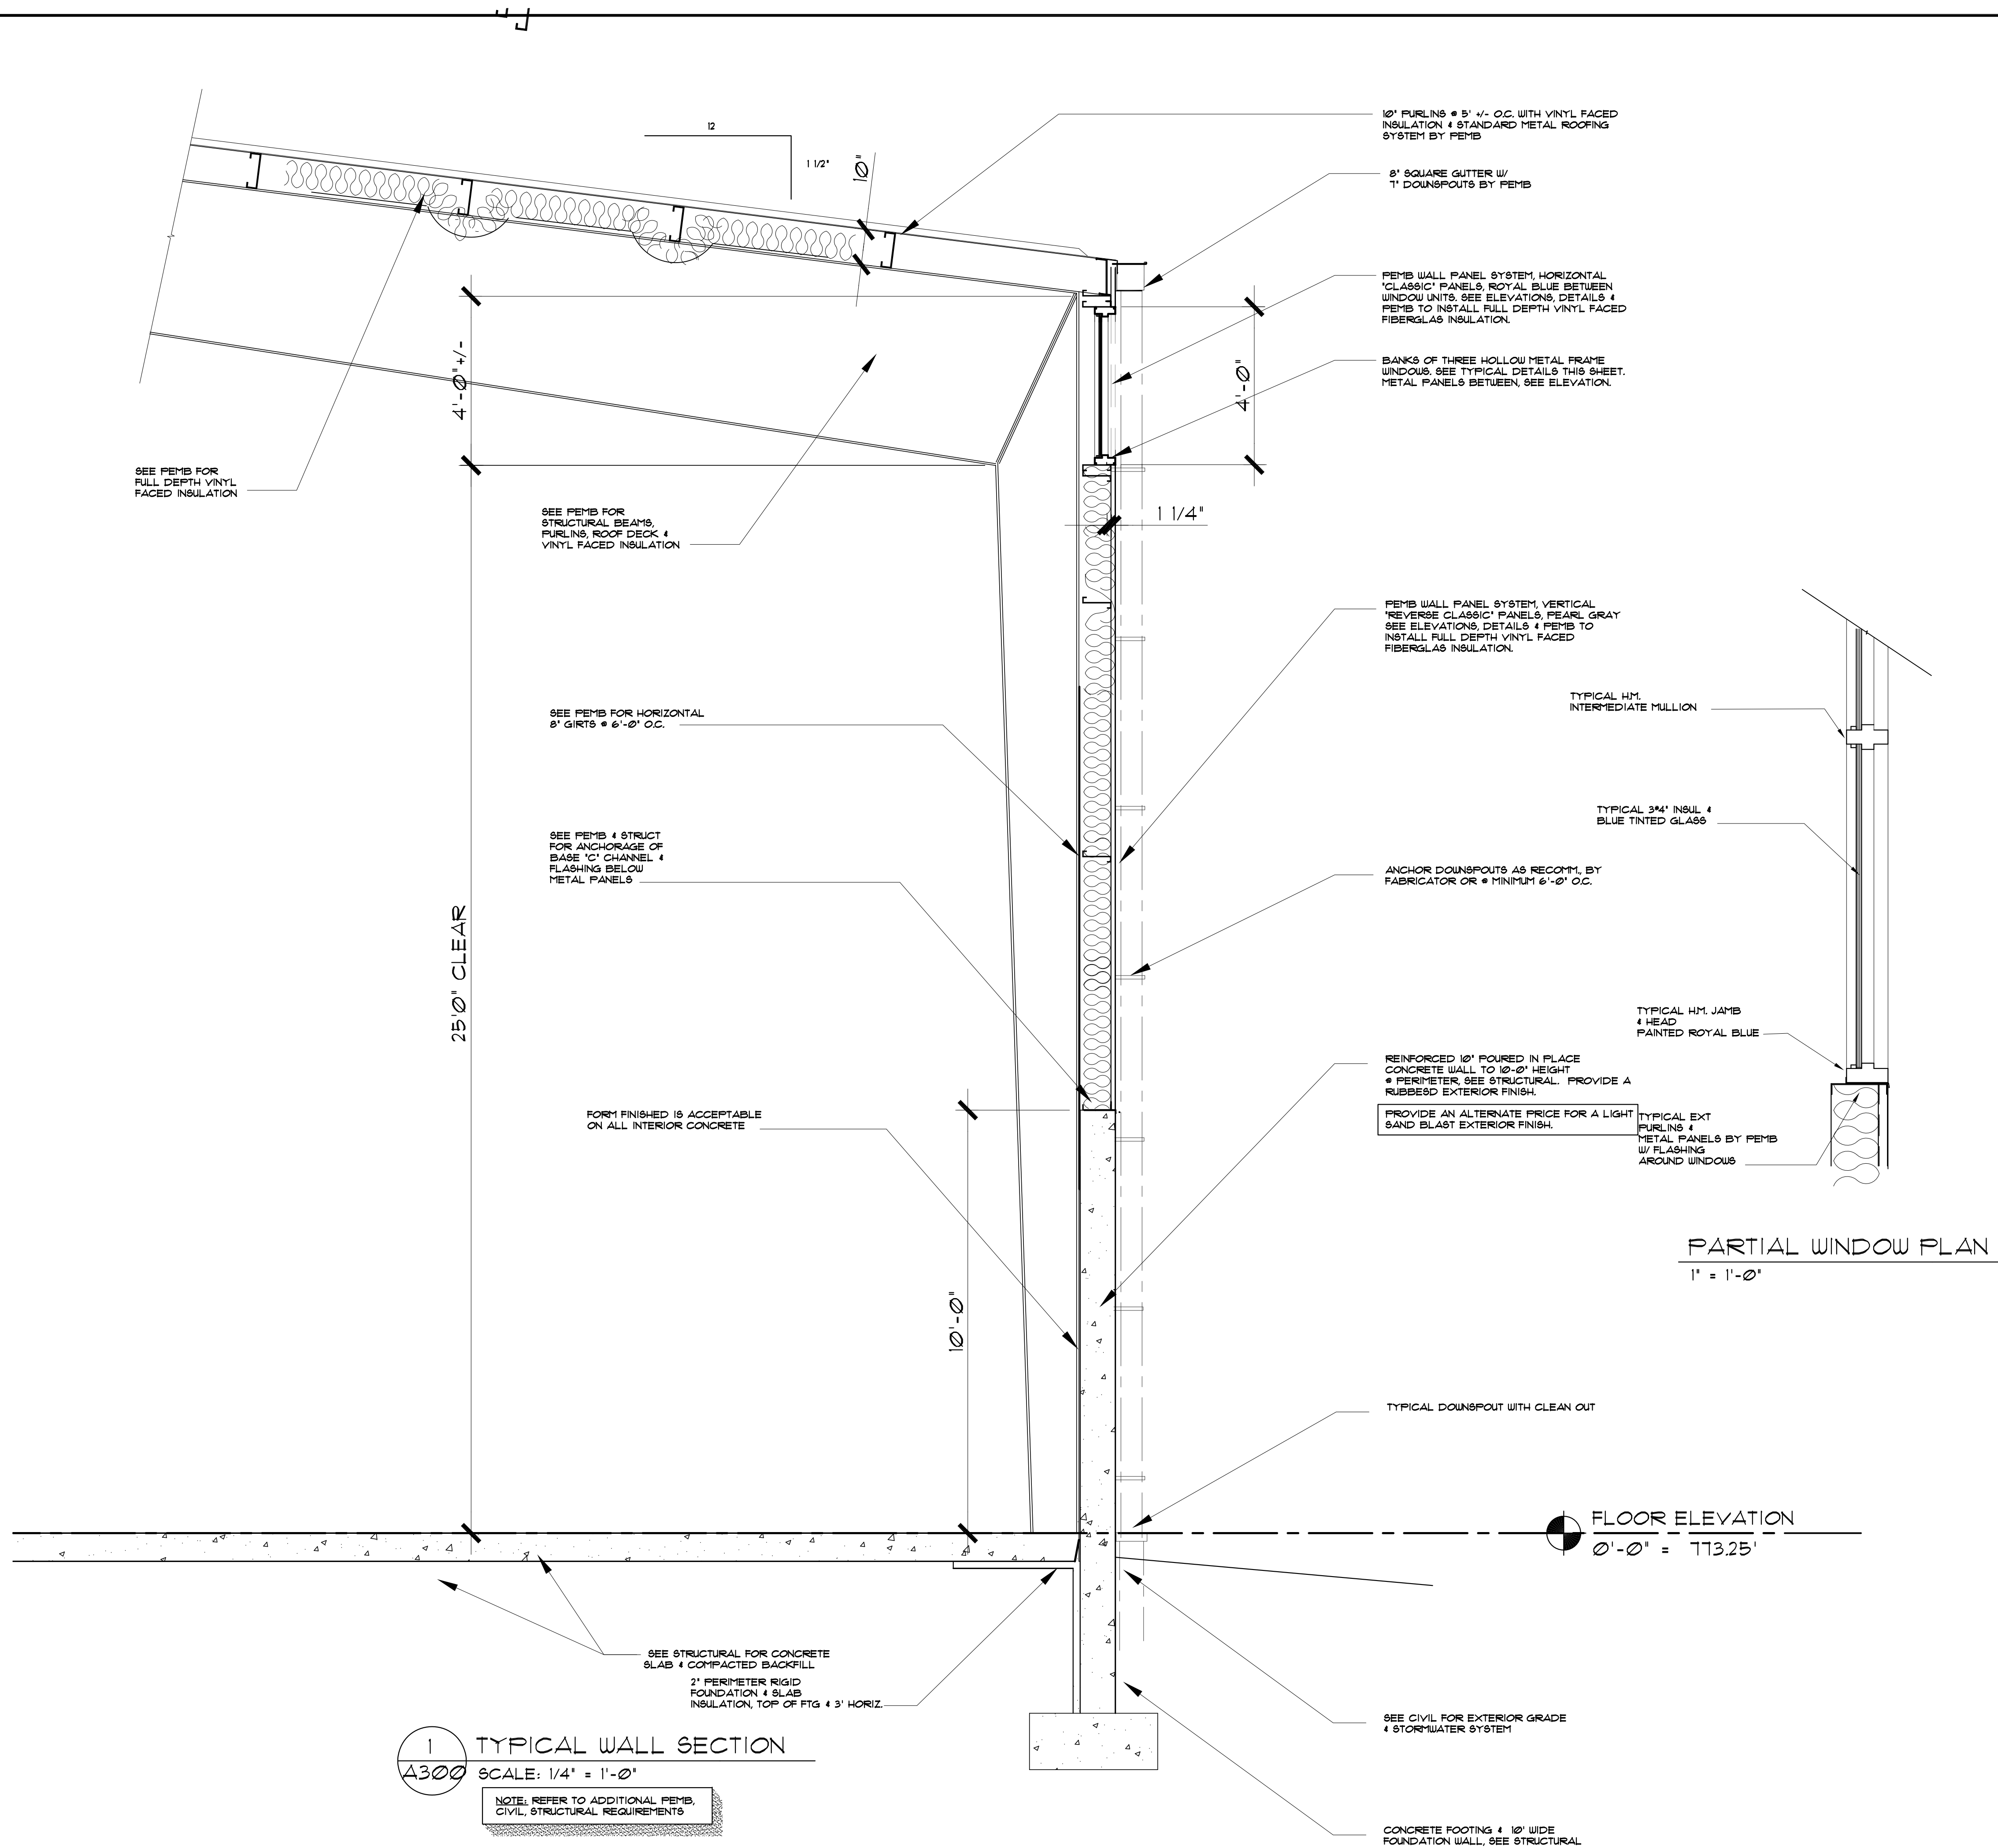 12
1 1/2"
10"
10" PURLINS @ 5' +/- O.C. WITH VINYL FACED
INSULATION & STANDARD METAL ROOFING
SYSTEM BY PEMB
8" SQUARE GUTTER W/
7" DOWNSPOUTS BY PEMB
PEMB WALL PANEL SYSTEM, HORIZONTAL
"CLASSIC" PANELS, ROYAL BLUE BETWEEN
WINDOW UNITS. SEE ELEVATIONS, DETAILS &
PEMB TO INSTALL FULL DEPTH VINYL FACED
FIBERGLAS INSULATION.
BANKS OF THREE HOLLOW METAL FRAME
WINDOWS. SEE TYPICAL DETAILS THIS SHEET.
METAL PANELS BETWEEN, SEE ELEVATION.
4'-0" +/-
4'-0"
SEE PEMB FOR
FULL DEPTH VINYL
FACED INSULATION
SEE PEMB FOR
STRUCTURAL BEAMS,
PURLINS, ROOF DECK &
VINYL FACED INSULATION
1 1/4"
PEMB WALL PANEL SYSTEM, VERTICAL
"REVERSE CLASSIC" PANELS, PEARL GRAY
SEE ELEVATIONS, DETAILS & PEMB TO
INSTALL FULL DEPTH VINYL FACED
FIBERGLAS INSULATION.
SEE PEMB FOR HORIZONTAL
8" GIRTS @ 6'-0" O.C.
TYPICAL H.M.
INTERMEDIATE MULLION
SEE PEMB & STRUCT
FOR ANCHORAGE OF
BASE "C" CHANNEL &
FLASHING BELOW
METAL PANELS
TYPICAL 3*4" INSUL &
BLUE TINTED GLASS
ANCHOR DOWNSPOUTS AS RECOMM., BY
FABRICATOR OR @ MINIMUM 6'-0" O.C.
25'0" CLEAR
TYPICAL H.M. JAMB
& HEAD
PAINTED ROYAL BLUE
REINFORCED 10" POURED IN PLACE
CONCRETE WALL TO 10-0" HEIGHT
@ PERIMETER, SEE STRUCTURAL. PROVIDE A
RUBBESD EXTERIOR FINISH.
PROVIDE AN ALTERNATE PRICE FOR A LIGHT
SAND BLAST EXTERIOR FINISH.
FORM FINISHED IS ACCEPTABLE
ON ALL INTERIOR CONCRETE
TYPICAL EXT
PURLINS &
METAL PANELS BY PEMB
W/ FLASHING
AROUND WINDOWS
PARTIAL WINDOW PLAN
1" = 1'-0"
10'-0"
TYPICAL DOWNSPOUT WITH CLEAN OUT
FLOOR ELEVATION
0'-0" = 773.25'
SEE STRUCTURAL FOR CONCRETE
SLAB & COMPACTED BACKFILL
2" PERIMETER RIGID
FOUNDATION & SLAB
INSULATION, TOP OF FTG & 3' HORIZ.
SEE CIVIL FOR EXTERIOR GRADE
& STORMWATER SYSTEM
1
A300
TYPICAL WALL SECTION
SCALE: 1/4" = 1'-0"
NOTE: REFER TO ADDITIONAL PEMB,
CIVIL, STRUCTURAL REQUIREMENTS
CONCRETE FOOTING & 10' WIDE
FOUNDATION WALL, SEE STRUCTURAL